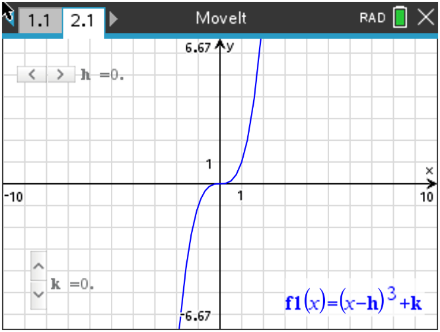 1.1 2.1 MoveIt RAD
6.67 y
h =0.
1
x
-10 1 10
k =0.
f1(x)=(x-h)³+k
-6.67